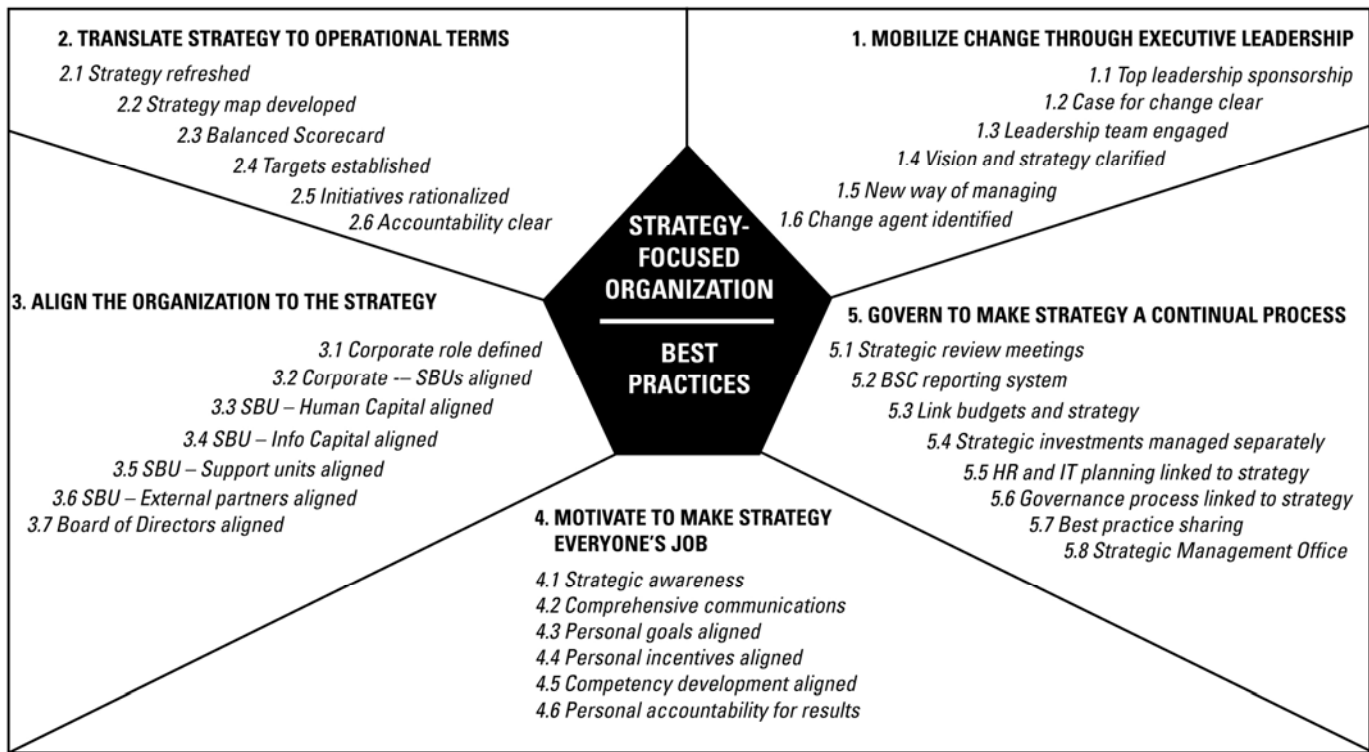 2. TRANSLATE STRATEGY TO OPERATIONAL TERMS
2.1 Strategy refreshed
2.2 Strategy map developed
2.3 Balanced Scorecard
2.4 Targets established
2.5 Initiatives rationalized
2.6 Accountability clear
1. MOBILIZE CHANGE THROUGH EXECUTIVE LEADERSHIP
1.1 Top leadership sponsorship
1.2 Case for change clear
1.3 Leadership team engaged
1.4 Vision and strategy clarified
1.5 New way of managing
1.6 Change agent identified
STRATEGY-
FOCUSED
ORGANIZATION
BEST
PRACTICES
3. ALIGN THE ORGANIZATION TO THE STRATEGY
3.1 Corporate role defined
3.2 Corporate -– SBUs aligned
3.3 SBU – Human Capital aligned
3.4 SBU – Info Capital aligned
3.5 SBU – Support units aligned
3.6 SBU – External partners aligned
3.7 Board of Directors aligned
5. GOVERN TO MAKE STRATEGY A CONTINUAL PROCESS
5.1 Strategic review meetings
5.2 BSC reporting system
5.3 Link budgets and strategy
5.4 Strategic investments managed separately
5.5 HR and IT planning linked to strategy
5.6 Governance process linked to strategy
5.7 Best practice sharing
5.8 Strategic Management Office
4. MOTIVATE TO MAKE STRATEGY
EVERYONE'S JOB
4.1 Strategic awareness
4.2 Comprehensive communications
4.3 Personal goals aligned
4.4 Personal incentives aligned
4.5 Competency development aligned
4.6 Personal accountability for results